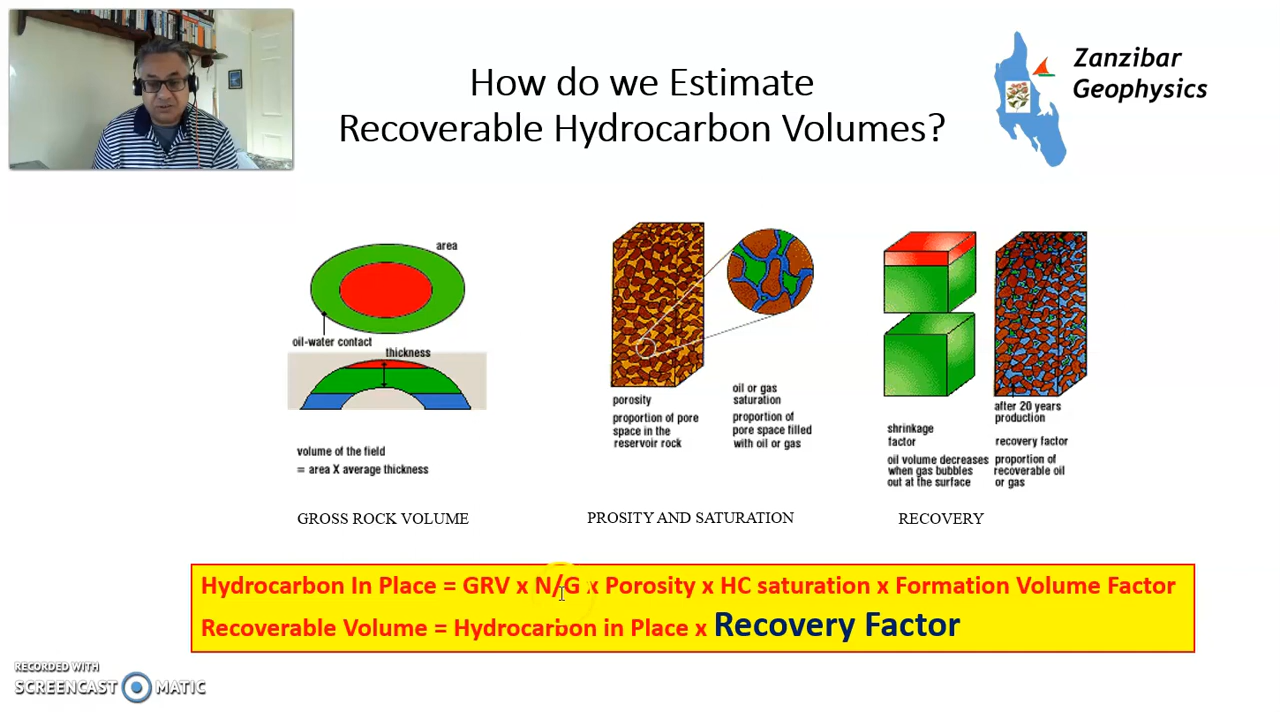 How do we Estimate
Recoverable Hydrocarbon Volumes?
Zanzibar
Geophysics
area
oil-water contact
thickness
volume of the field
= area X average thickness
GROSS ROCK VOLUME
porosity
proportion of pore
space in the
reservoir rock
oil or gas
saturation
proportion of
pore space filled
with oil or gas
PROSITY AND SATURATION
shrinkage
factor
oil volume decreases
when gas bubbles
out at the surface
after 20 years
production
recovery factor
proportion of
recoverable oil
or gas
RECOVERY
Hydrocarbon In Place = GRV x N/G x Porosity x HC saturation x Formation Volume Factor
Recoverable Volume = Hydrocarbon in Place x Recovery Factor
RECORDED WITH
SCREENCAST MATIC